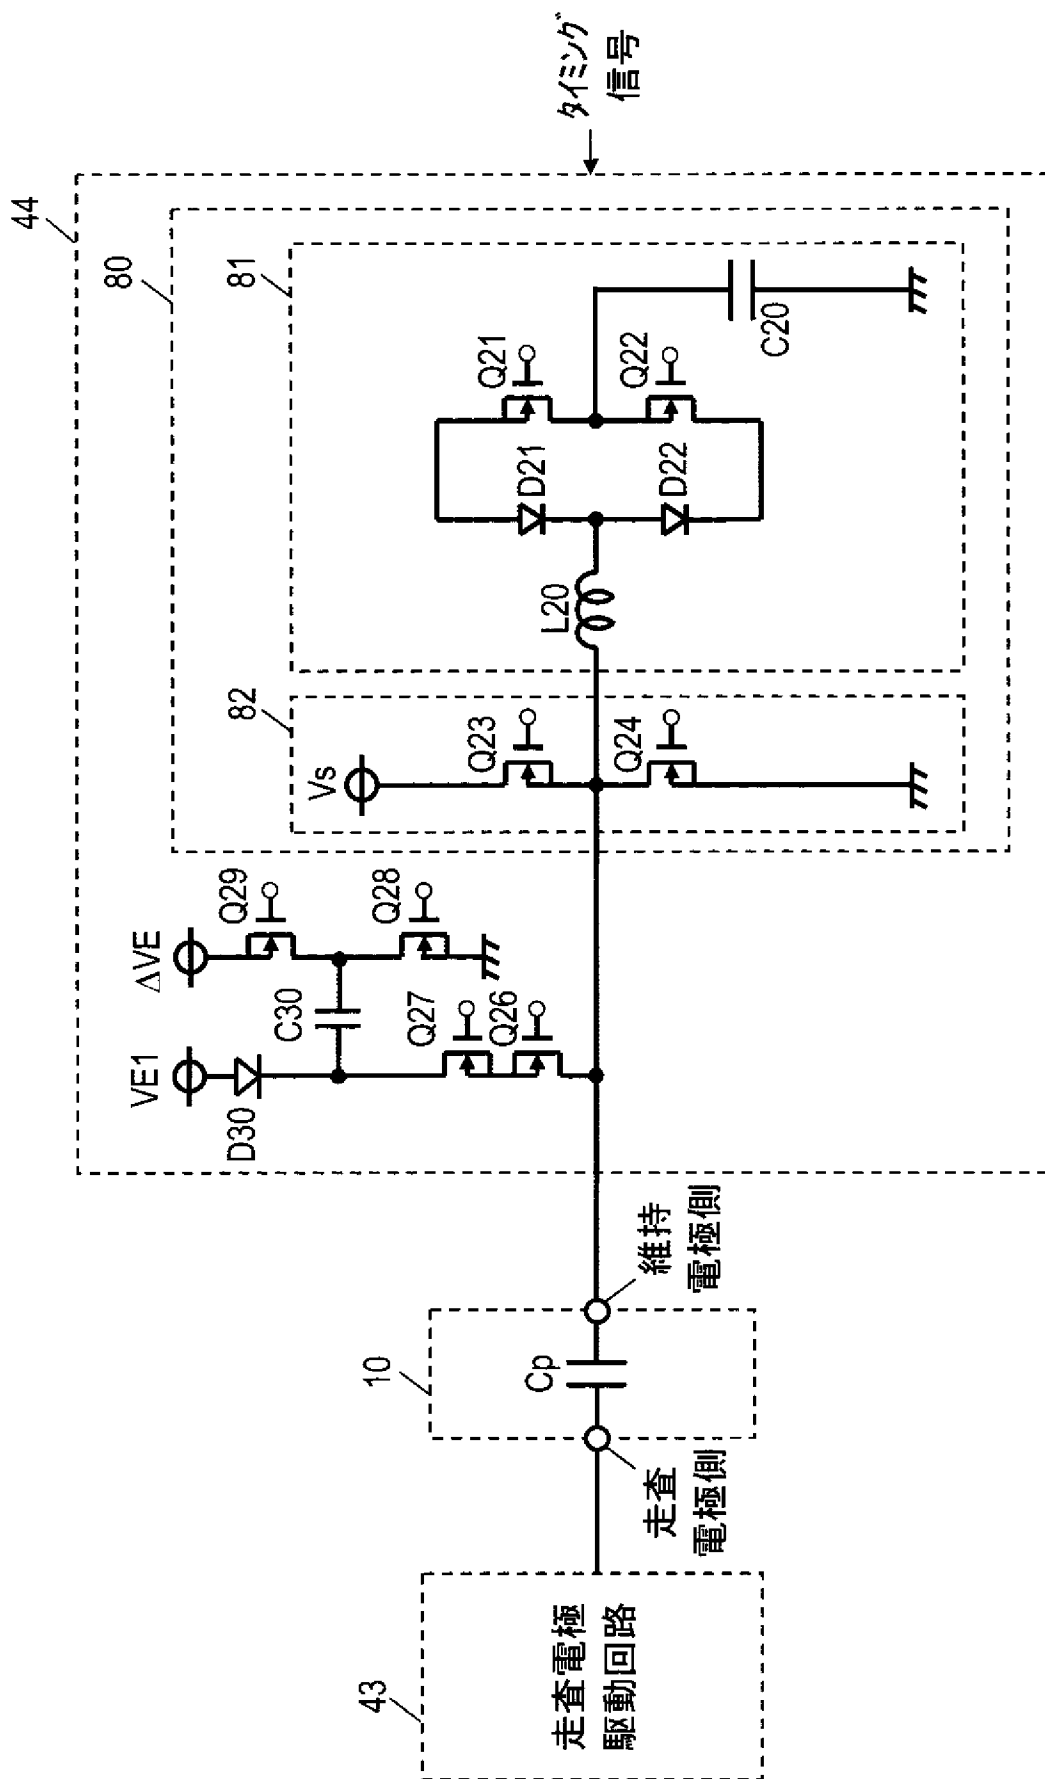 44
80
81
82
タイミング
信号
Q21
Q22
C20
D21
D22
L20
Vs
Q23
Q24
ΔVE
Q29
Q28
C30
VE1
D30
Q27
Q26
10
Cp
維持
電極側
走査
電極側
43
走査電極
駆動回路